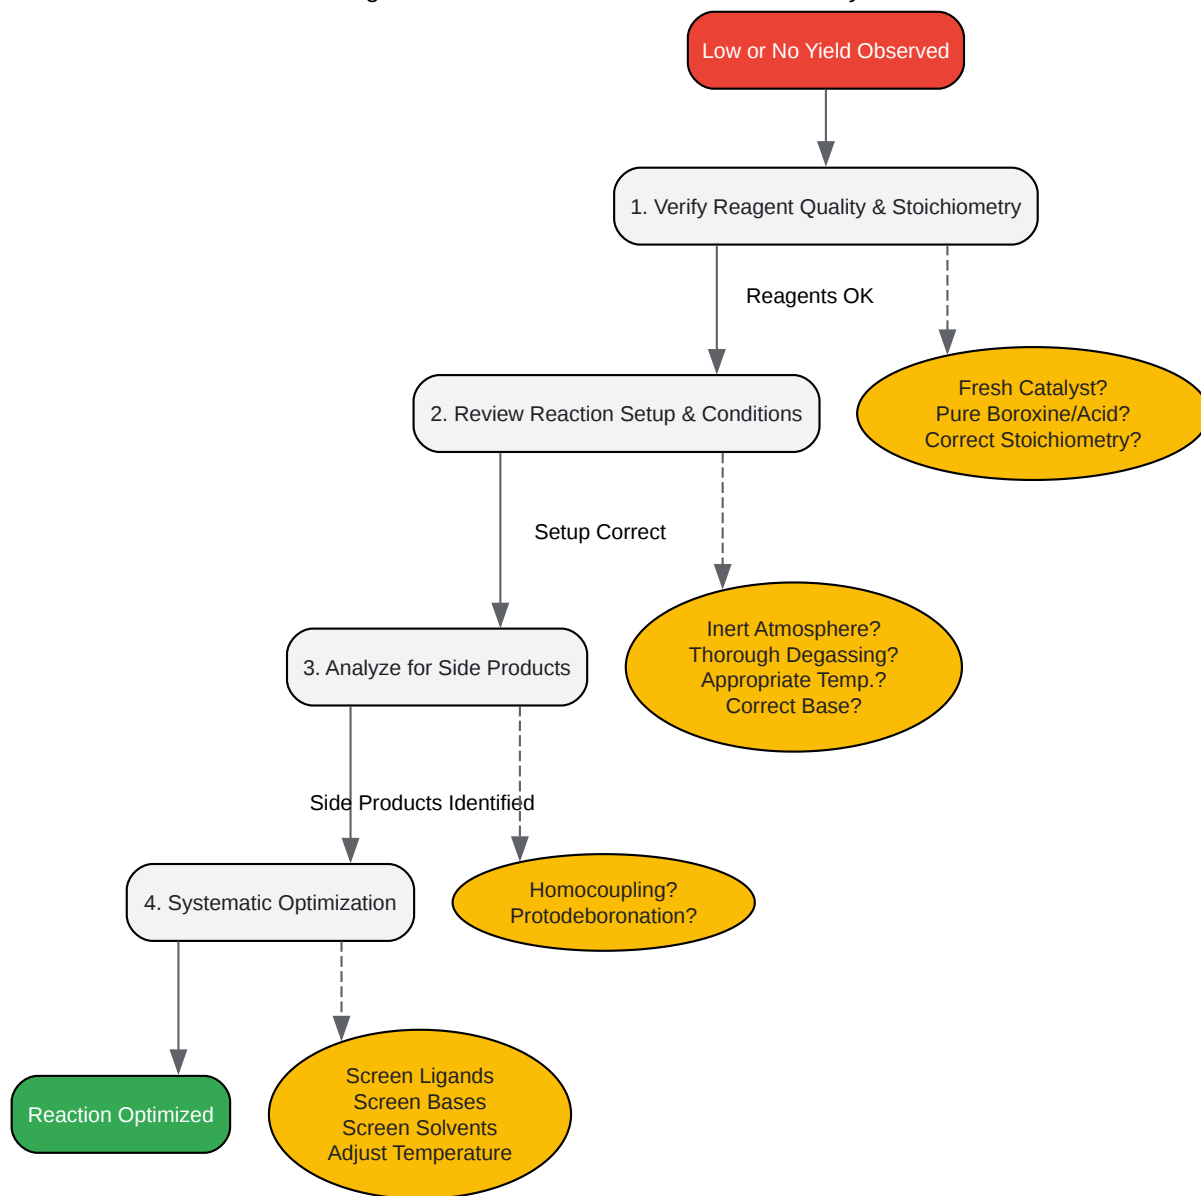 Low or No Yield Observed
1. Verify Reagent Quality & Stoichiometry
Reagents OK
Fresh Catalyst?
Pure Boroxine/Acid?
Correct Stoichiometry?
2. Review Reaction Setup & Conditions
Setup Correct
Inert Atmosphere?
Thorough Degassing?
Appropriate Temp.?
Correct Base?
3. Analyze for Side Products
Side Products Identified
Homocoupling?
Protodeboronation?
4. Systematic Optimization
Screen Ligands
Screen Bases
Screen Solvents
Adjust Temperature
Reaction Optimized